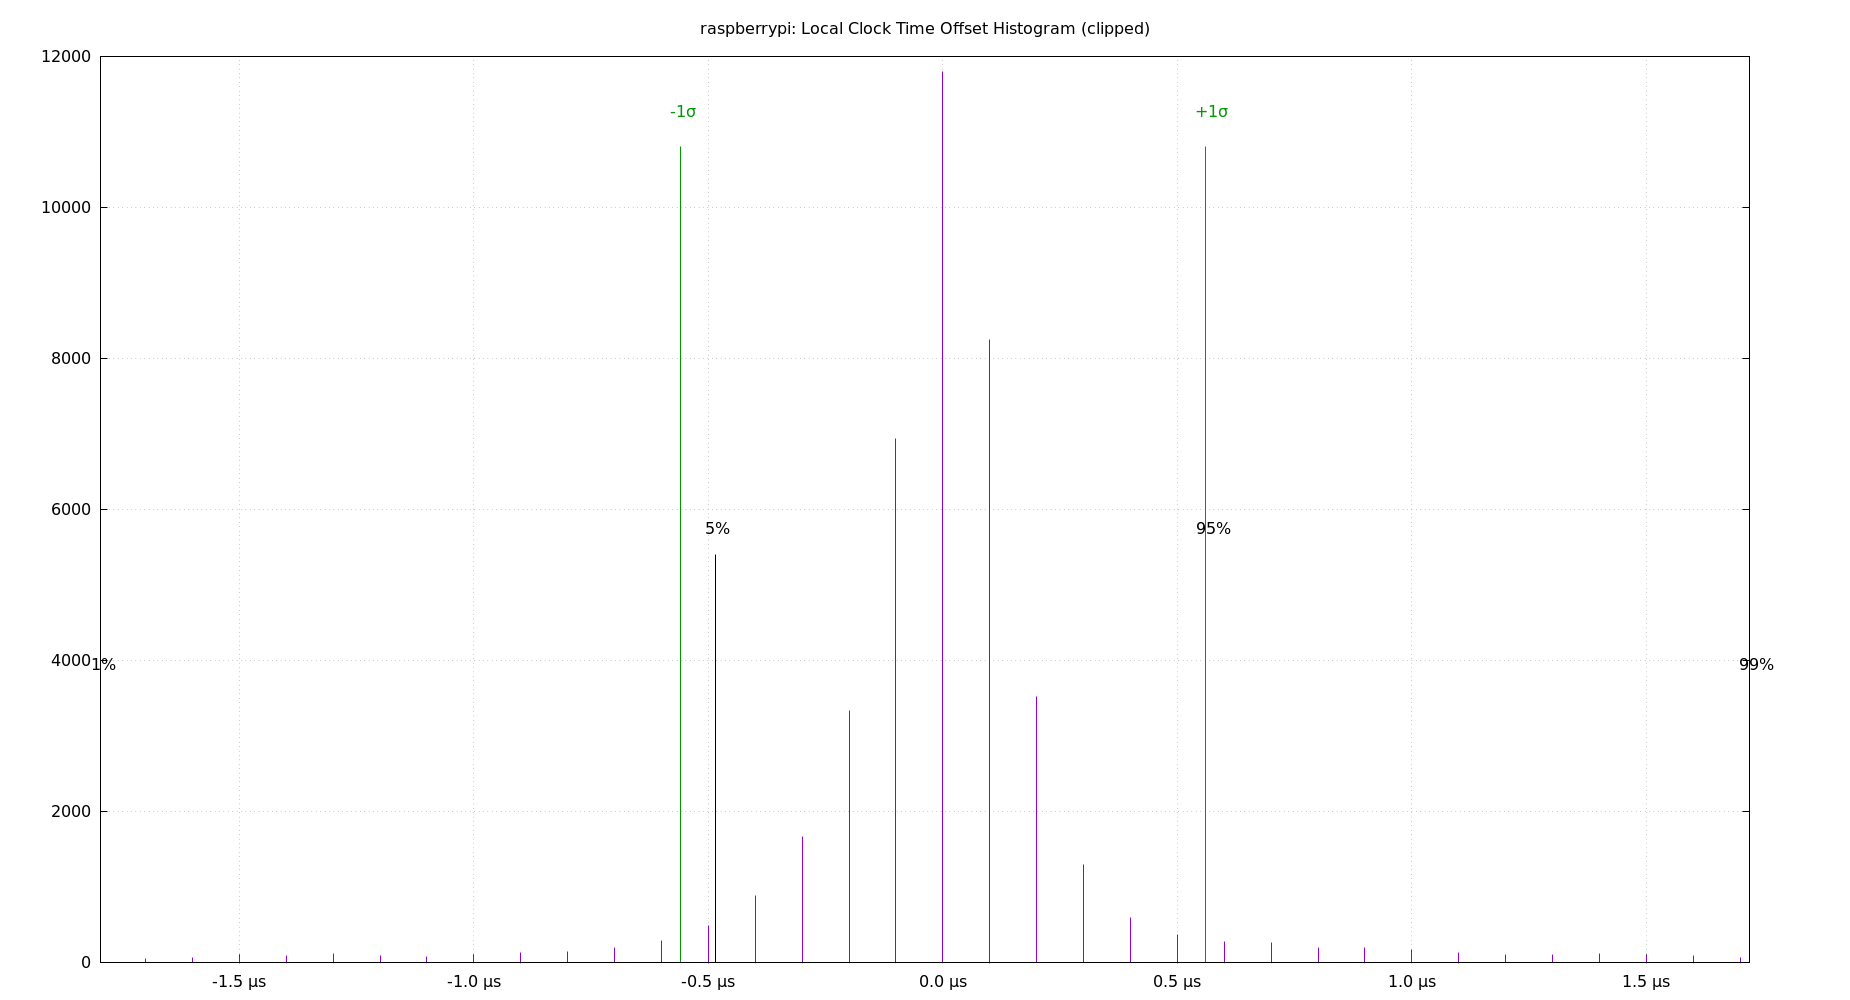 raspberrypi: Local Clock Time Offset Histogram (clipped)
12000
-1σ
+1σ
10000
8000
6000
5%
95%
4000
1%
99%
2000
0
-1.5 µs
-1.0 µs
-0.5 µs
0.0 µs
0.5 µs
1.0 µs
1.5 µs